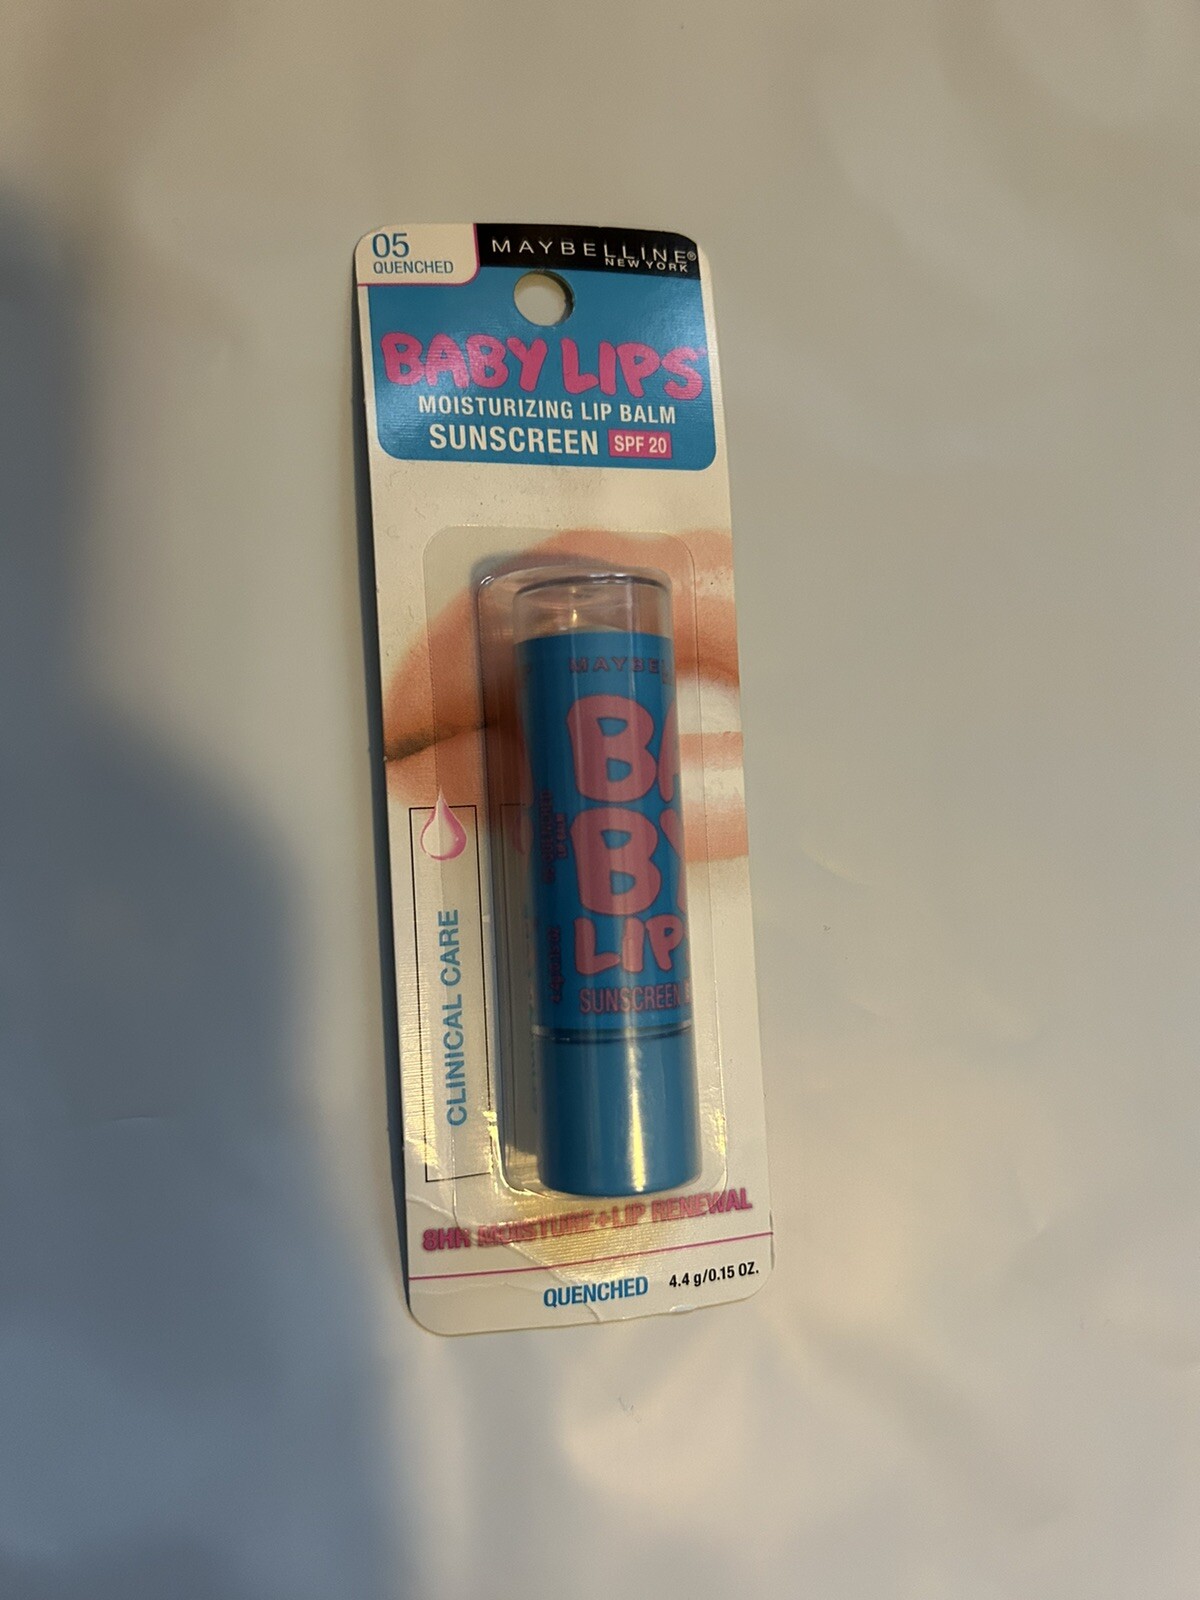 05
QUENCHED
MAYBELLINE®
NEW YORK
BABY LIPS
MOISTURIZING LIP BALM
SUNSCREEN SPF 20
MAYBEL
BA
BY
LIP
SUNSCREEN
CLINICAL CARE
8HR MOISTURE+LIP RENEWAL
QUENCHED 4.4 g/0.15 OZ.